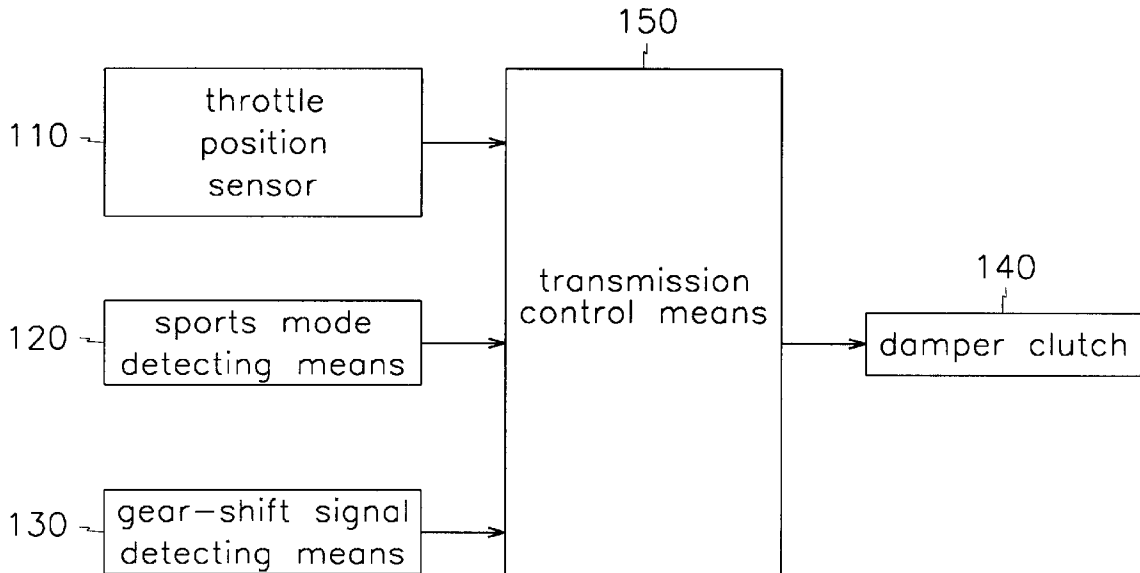 150
throttle
position
sensor
110
transmission
control means
140
damper clutch
sports mode
detecting means
120
gear-shift signal
detecting means
130